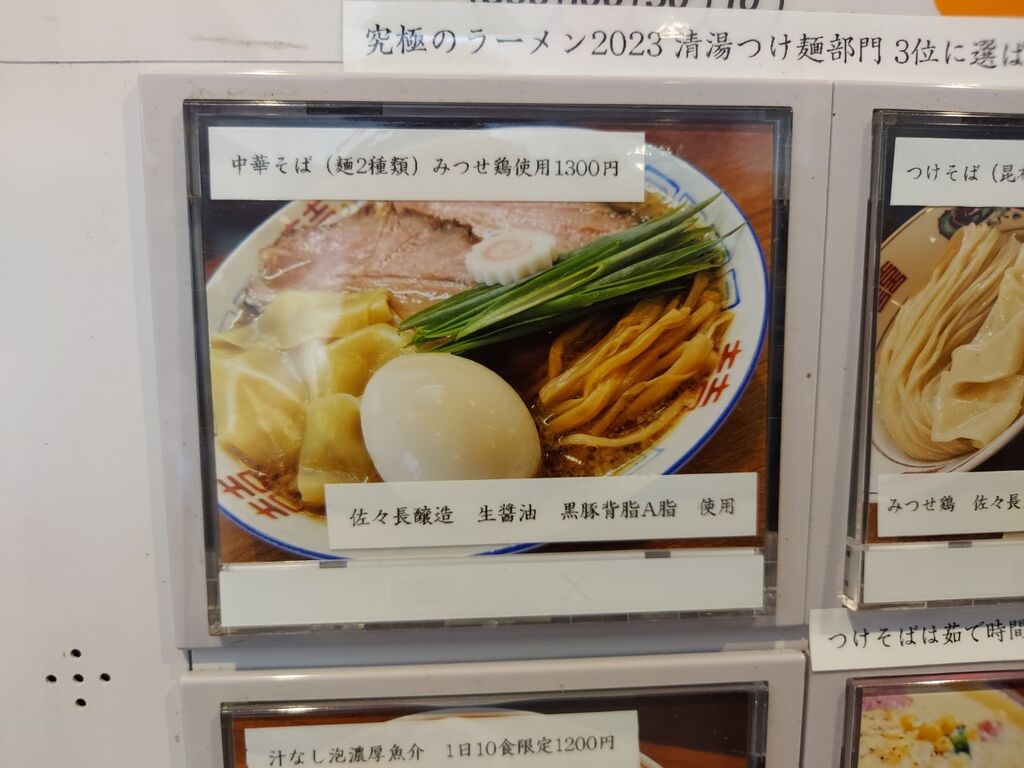 究極のラーメン2023 清湯つけ麺部門 3位に選ば
中華そば（麺2種類）みつせ鶏使用1300円
つけそば（昆
佐々長醸造　生醤油　黒豚背脂A脂　使用
みつせ鶏　佐々長
つけそばは茹で時間
汁なし泡濃厚魚介　1日10食限定1200円